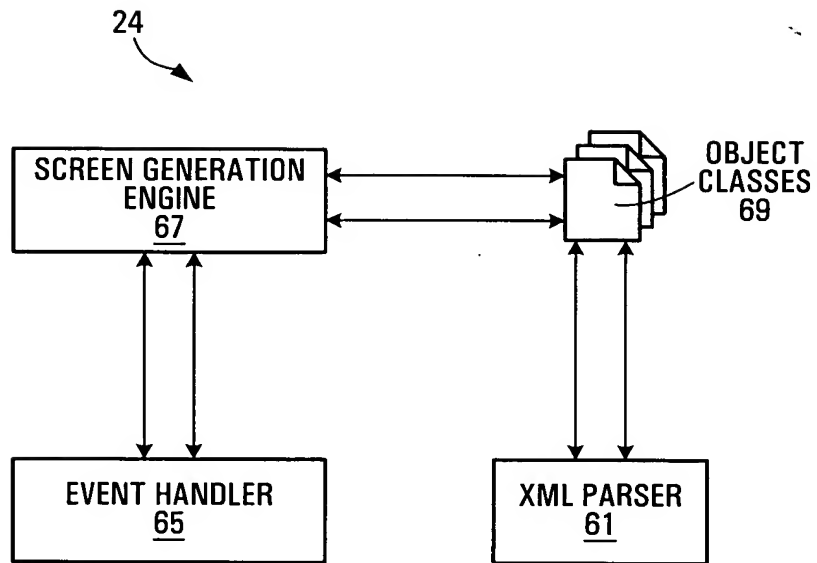 24
SCREEN GENERATION
ENGINE
67
OBJECT
CLASSES
69
EVENT HANDLER
65
XML PARSER
61